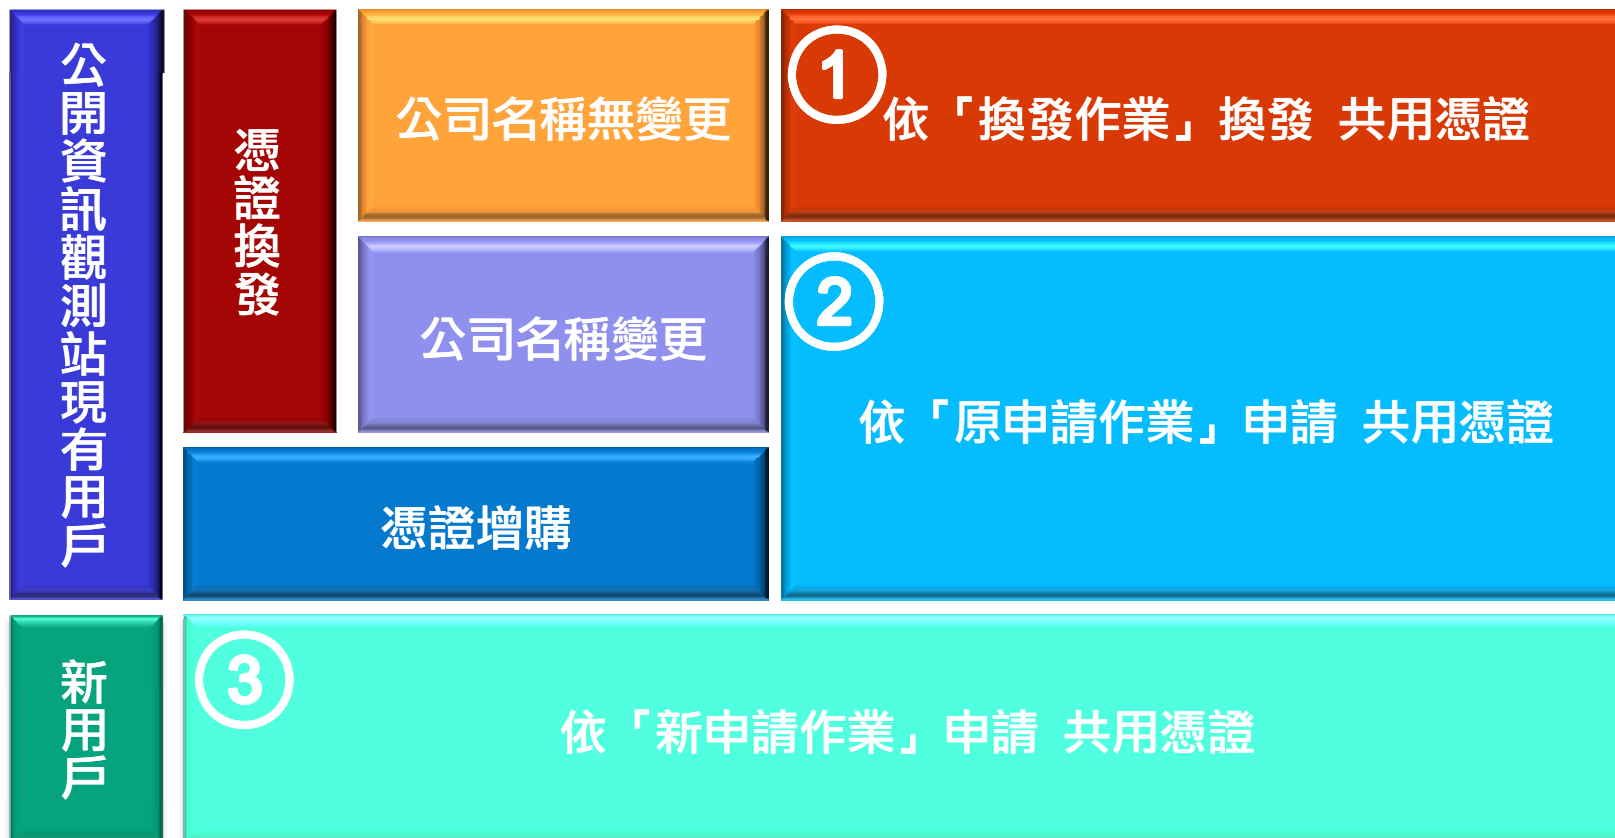 公開資訊觀測站現有用戶
憑證換發
公司名稱無變更
1
依「換發作業」換發 共用憑證
公司名稱變更
2
依「原申請作業」申請 共用憑證
憑證增購
新用戶
3
依「新申請作業」申請 共用憑證